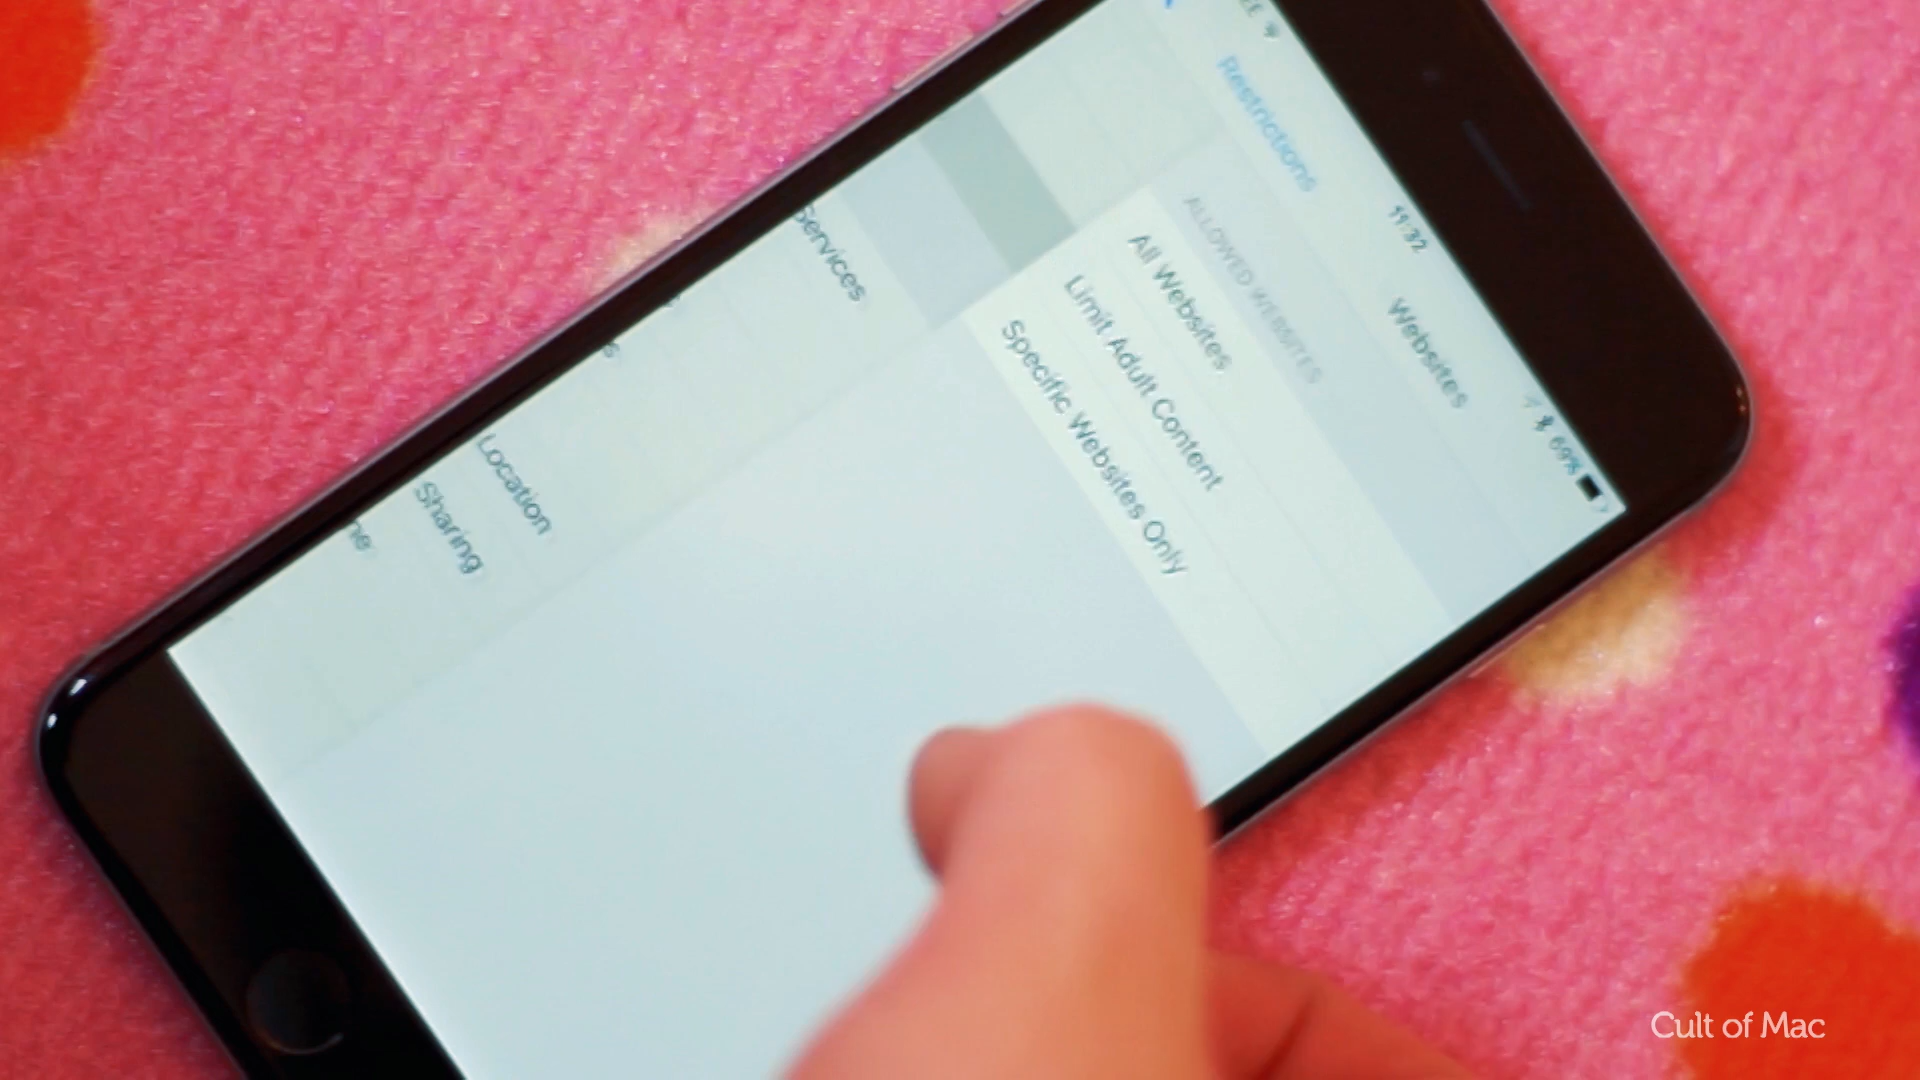 11:32
69%
Restrictions
Websites
ALLOWED WEBSITES
All Websites
Limit Adult Content
Specific Websites Only
Services
Location
Sharing
Cult of Mac